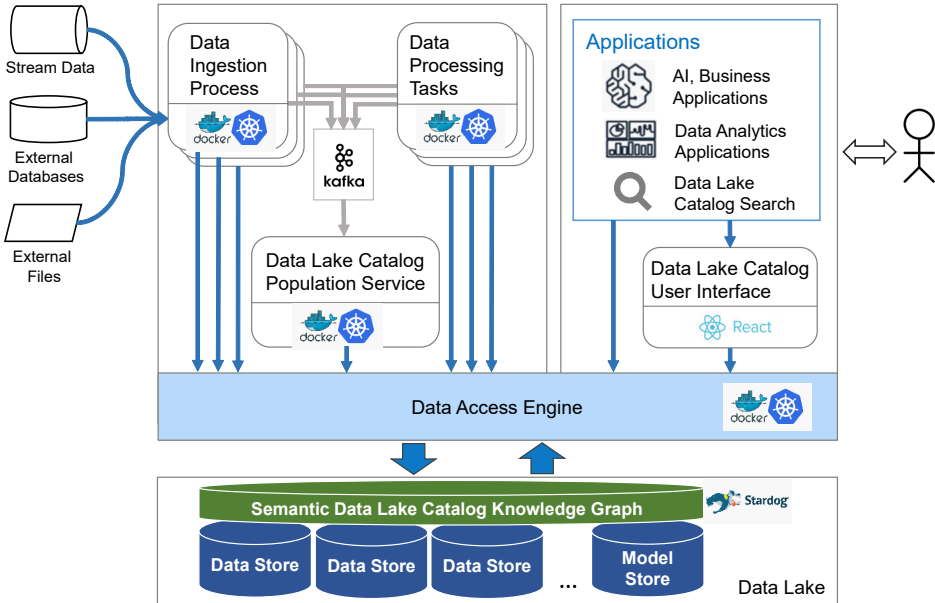 Stream Data
External
Databases
External
Files
Data
Ingestion
Process
docker
Data
Processing
Tasks
docker
kafka
Data Lake Catalog
Population Service
docker
Applications
AI, Business
Applications
Data Analytics
Applications
Data Lake
Catalog Search
Data Lake Catalog
User Interface
React
Data Access Engine
docker
Semantic Data Lake Catalog Knowledge Graph
Stardog
Data Store
Data Store
Data Store
...
Model
Store
Data Lake